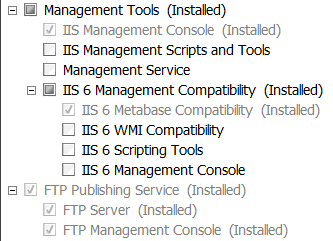 Management Tools (Installed)
IIS Management Console (Installed)
IIS Management Scripts and Tools
Management Service
IIS 6 Management Compatibility (Installed)
IIS 6 Metabase Compatibility (Installed)
IIS 6 WMI Compatibility
IIS 6 Scripting Tools
IIS 6 Management Console
FTP Publishing Service (Installed)
FTP Server (Installed)
FTP Management Console (Installed)